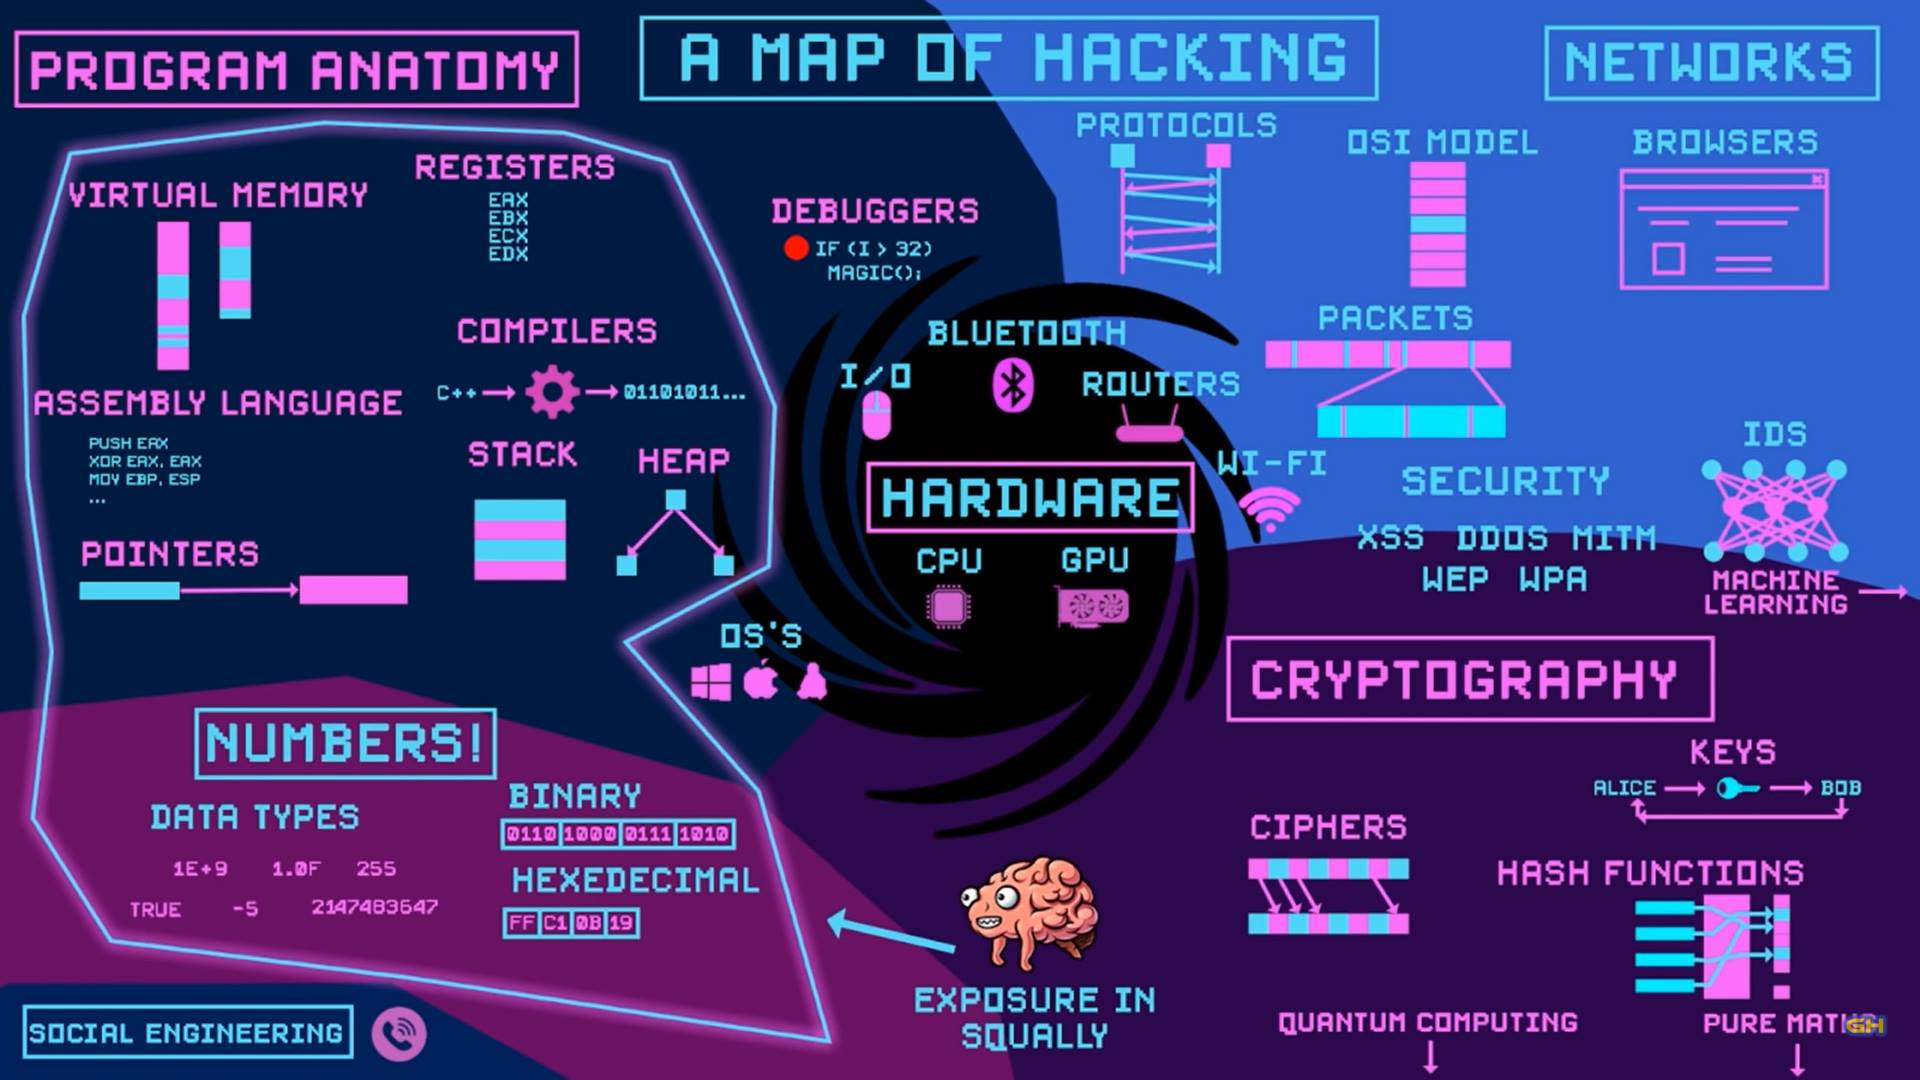 A MAP OF HACKING
PROGRAM ANATOMY
VIRTUAL MEMORY
REGISTERS
EAX
EBX
ECX
EDX
DEBUGGERS
IF (I > 32)
MAGIC();
COMPILERS
C++
01101011...
ASSEMBLY LANGUAGE
PUSH EAX
XOR EAX, EAX
MOV EBP, ESP
...
STACK
HEAP
POINTERS
OS'S
NUMBERS!
DATA TYPES
1E+9 1.0F 255
TRUE -5 2147483647
BINARY
0110 1000 0111 1010
HEXEDECIMAL
FF C1 0B 19
SOCIAL ENGINEERING
HARDWARE
BLUETOOTH
I/O
ROUTERS
WI-FI
CPU
GPU
NETWORKS
PROTOCOLS
OSI MODEL
BROWSERS
PACKETS
IDS
SECURITY
XSS DDOS MITM
WEP WPA
MACHINE
LEARNING
CRYPTOGRAPHY
KEYS
ALICE
BOB
CIPHERS
HASH FUNCTIONS
QUANTUM COMPUTING
PURE
GH
EXPOSURE IN
SQUALLY